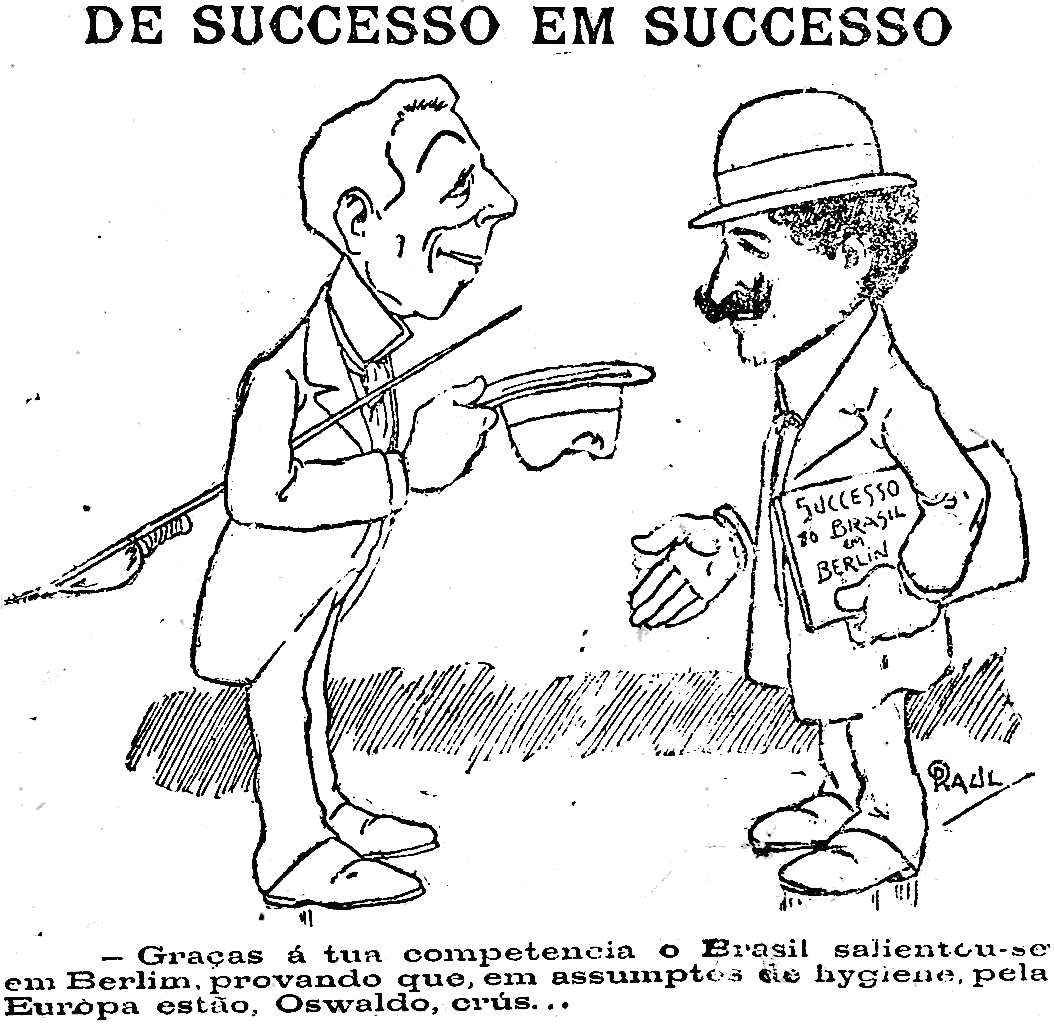 DE SUCCESSO EM SUCCESSO
SUCCESSO
do BRASIL
em
BERLIN
RAUL
— Graças á tua competencia o Brasil salientou-se
em Berlim, provando que, em assumptos de hygiene, pela
Európa estão, Oswaldo, crús...